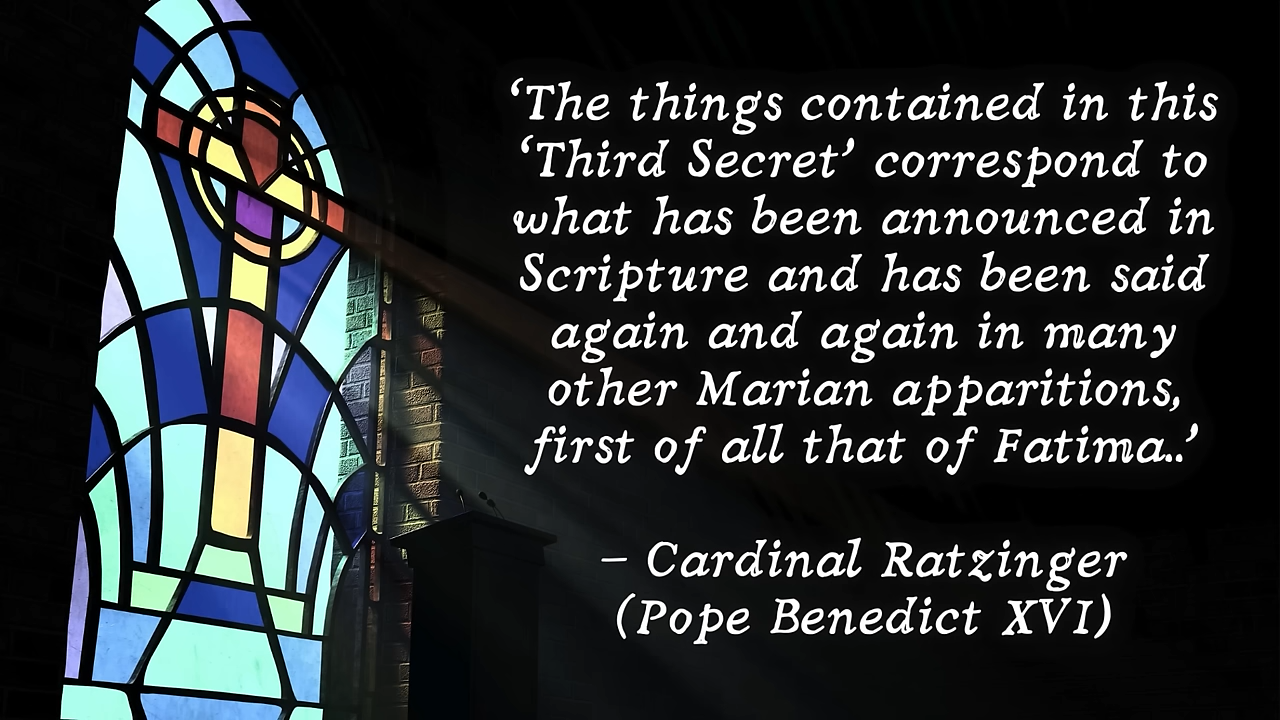 ‘The things contained in this
‘Third Secret’ correspond to
what has been announced in
Scripture and has been said
again and again in many
other Marian apparitions,
first of all that of Fatima..’
– Cardinal Ratzinger
(Pope Benedict XVI)